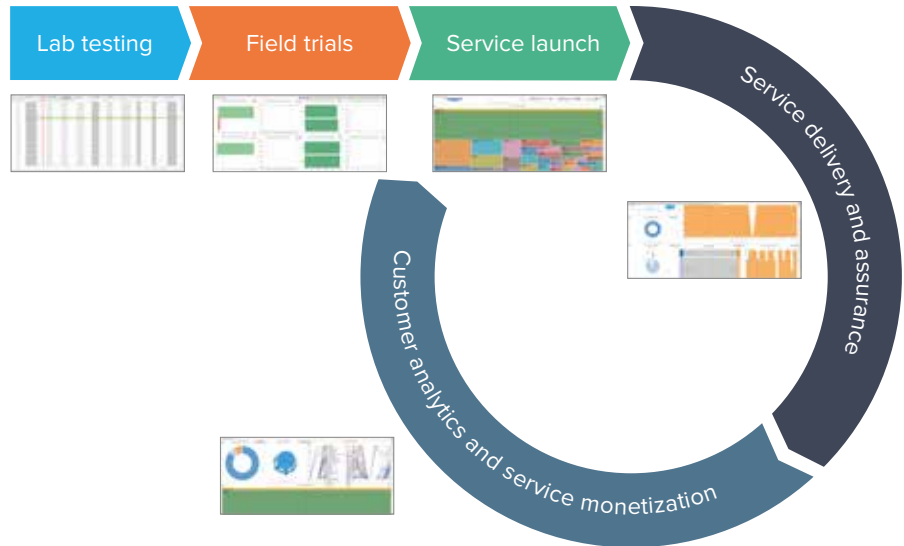 Lab testing
Field trials
Service launch
Service delivery and assurance
Customer analytics and service monetization